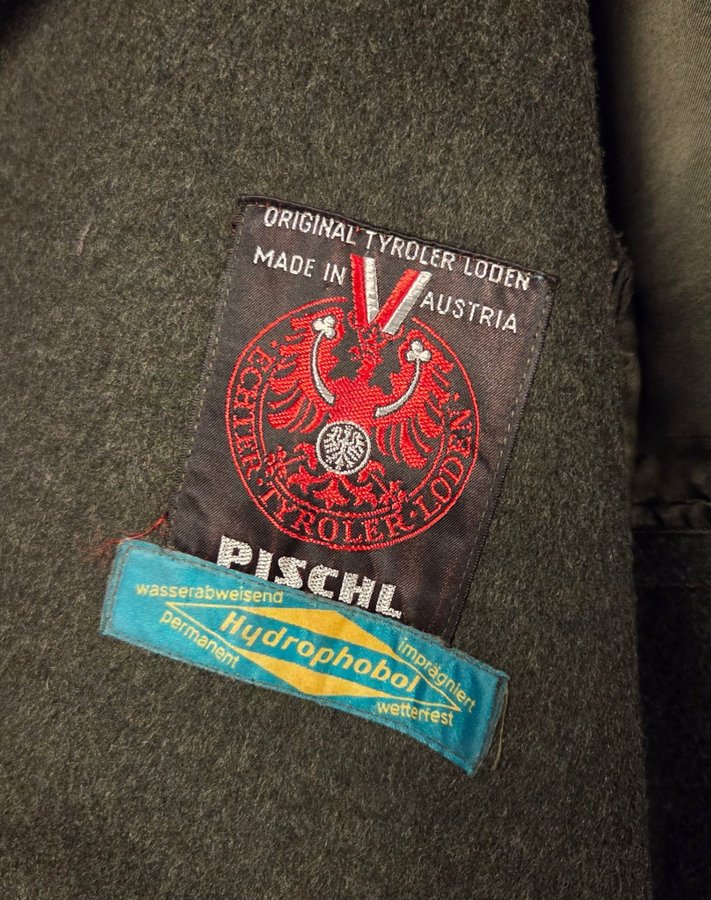 ORIGINAL TYROLER LODEN
MADE IN AUSTRIA
ECHTER · TYROLER · LODEN
PISCHL
wasserabweisend
permanent
Hydrophobol
imprägniert
wetterfest